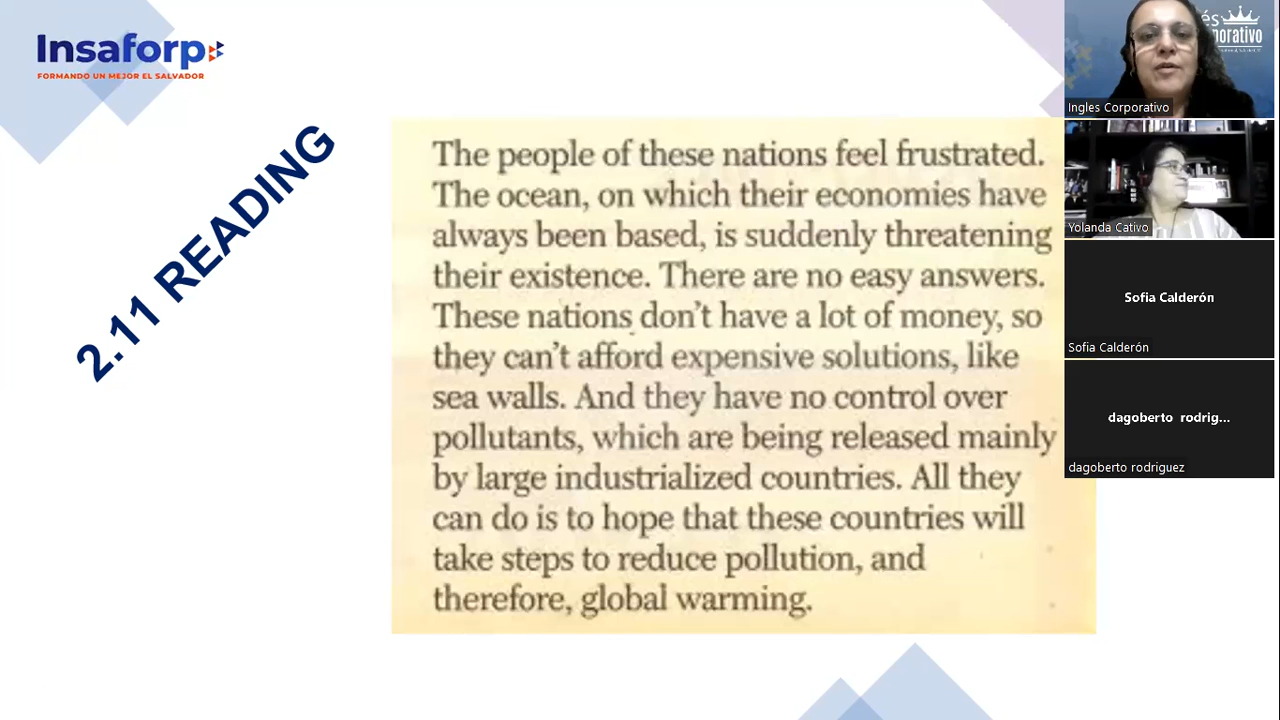 Insaforp
FORMANDO UN MEJOR EL SALVADOR
2.11 READING
The people of these nations feel frustrated.
The ocean, on which their economies have
always been based, is suddenly threatening
their existence. There are no easy answers.
These nations don't have a lot of money, so
they can't afford expensive solutions, like
sea walls. And they have no control over
pollutants, which are being released mainly
by large industrialized countries. All they
can do is to hope that these countries will
take steps to reduce pollution, and
therefore, global warming.
és
porativo
Ingles Corporativo
Yolanda Cativo
Sofia Calderón
Sofia Calderón
dagoberto rodrig...
dagoberto rodriguez